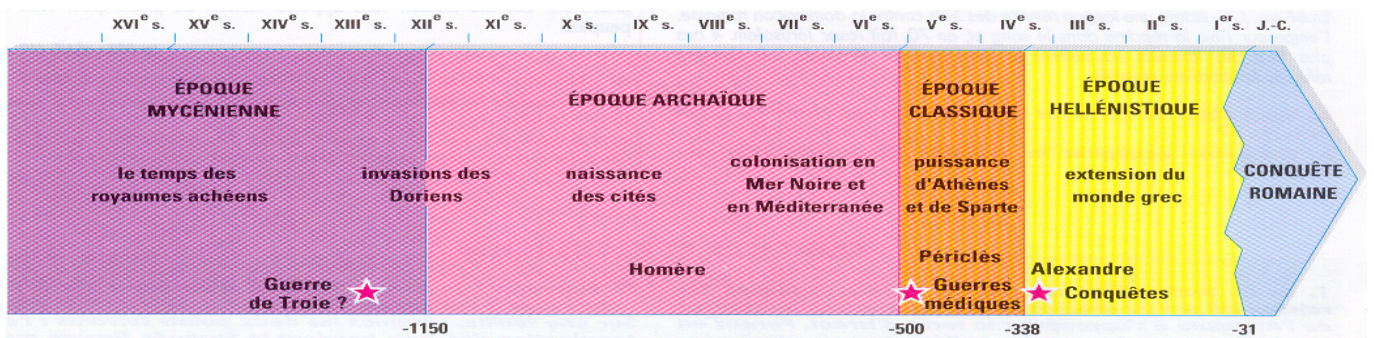 XVIe s. XVe s. XIVe s. XIIIe s. XIIe s. XIe s. Xe s. IXe s. VIIIe s. VIIe s. VIe s. Ve s. IVe s. IIIe s. IIe s. Ier s. J.-C.
ÉPOQUE
MYCÉNIENNE
le temps des
royaumes achéens
Guerre
de Troie ?
invasions des
Doriens
ÉPOQUE ARCHAÏQUE
naissance
des cités
colonisation en
Mer Noire et
en Méditerranée
Homère
ÉPOQUE
CLASSIQUE
puissance
d'Athènes
et de Sparte
Périclès
Guerres
médiques
ÉPOQUE
HELLÉNISTIQUE
extension du
monde grec
Alexandre
Conquêtes
CONQUÊTE
ROMAINE
-1150 -500 -338 -31